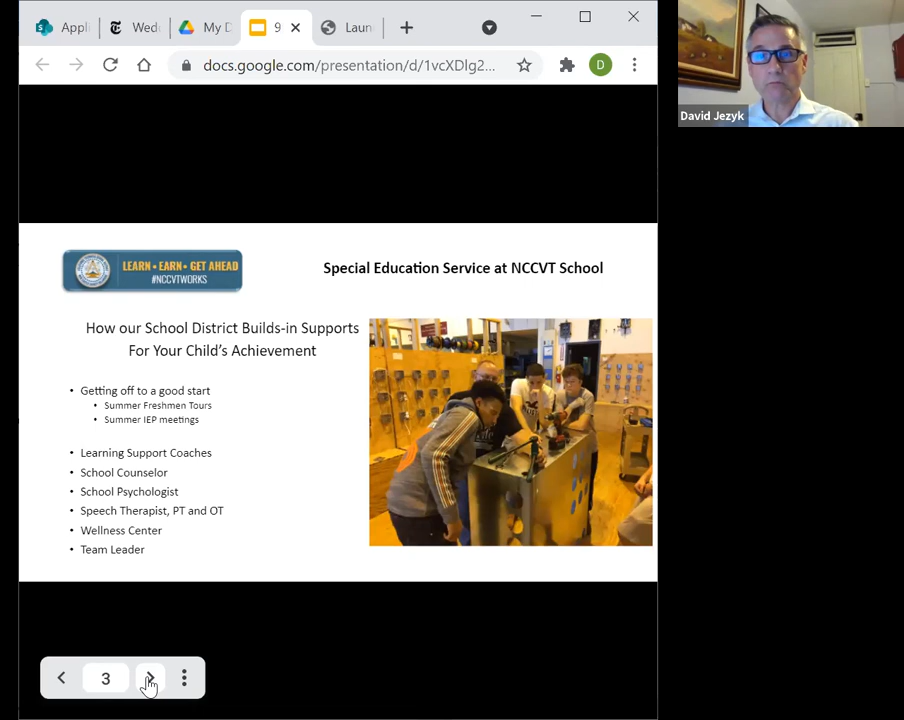 Appli
Wed
My D
9
Laun
docs.google.com/presentation/d/1vcXDlg2...
D
David Jezyk
LEARN • EARN • GET AHEAD
#NCCVTWORKS
Special Education Service at NCCVT School
How our School District Builds-in Supports
For Your Child's Achievement
• Getting off to a good start
• Summer Freshmen Tours
• Summer IEP meetings
• Learning Support Coaches
• School Counselor
• School Psychologist
• Speech Therapist, PT and OT
• Wellness Center
• Team Leader
3